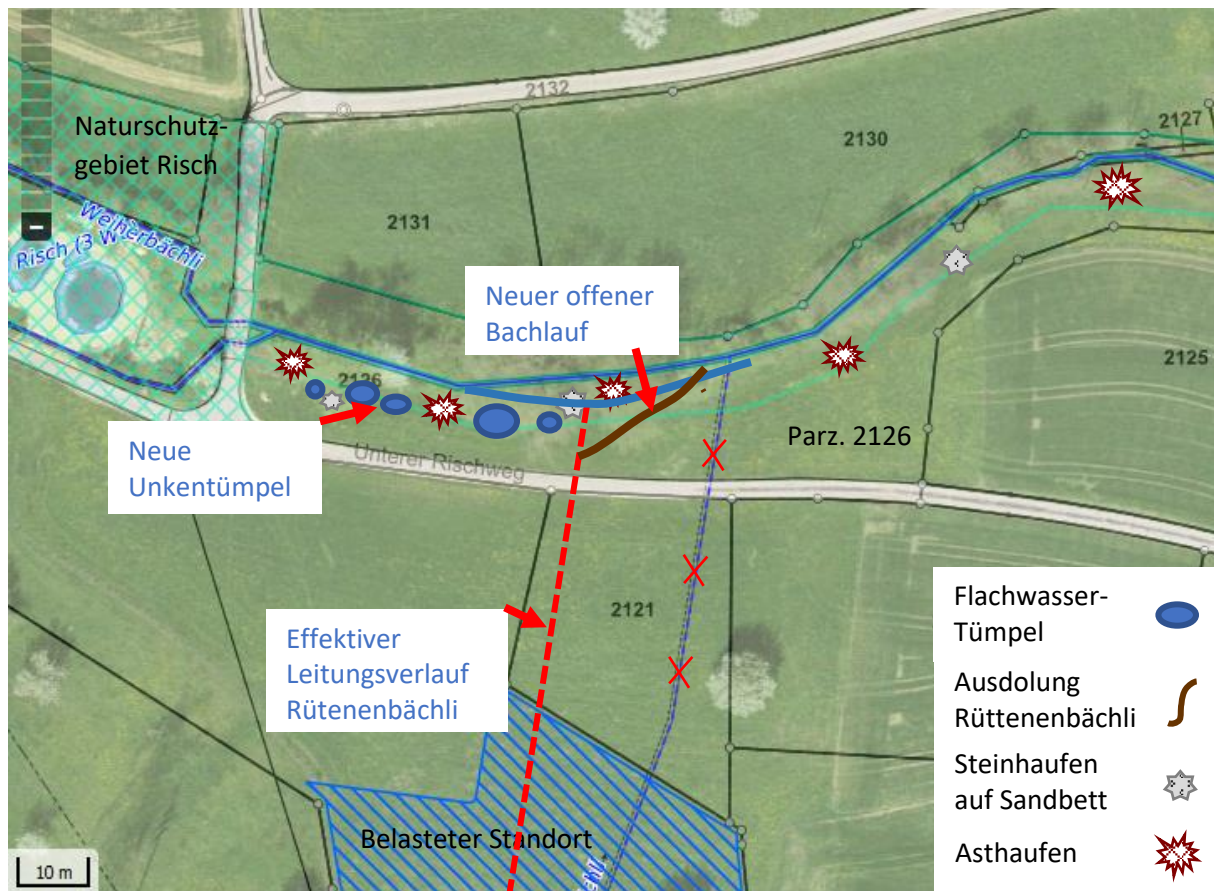 2132
2127
Naturschutz-
gebiet Risch
2130
2131
Weiherbächli
Risch (3 W
Neuer offener
Bachlauf
2125
2126
Parz. 2126
Neue
Unkentümpel
Unterer Rischweg
2121
Effektiver
Leitungsverlauf
Rütenenbächli
Belasteter Standort
Flachwasser-
Tümpel
Ausdolung
Rüttenenbächli
Steinhaufen
auf Sandbett
Asthaufen
10 m